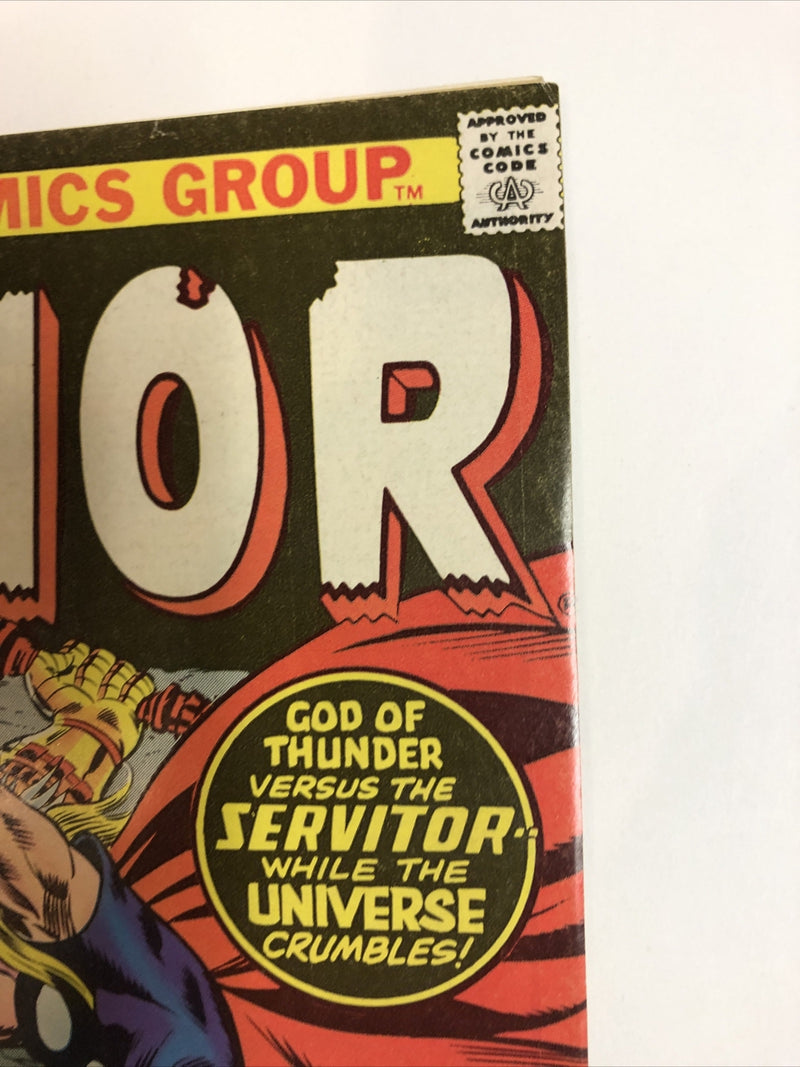 APPROVED
BY THE
COMICS
CODE
A
AUTHORITY
MICS GROUP™
HOR
GOD OF
THUNDER
VERSUS THE
SERVITOR--
WHILE THE
UNIVERSE
CRUMBLES!